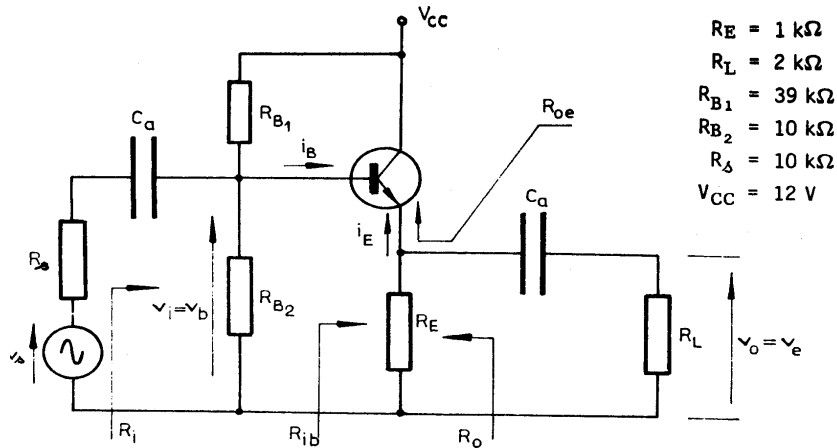 V_CC
R_E = 1 kΩ
R_L = 2 kΩ
R_B1 = 39 kΩ
R_B2 = 10 kΩ
R_s = 10 kΩ
V_CC = 12 V
R_oe
C_a
R_B1
i_B
C_a
i_E
R_s
v_i=v_b
R_B2
R_E
R_L
v_o=v_e
v_s
R_i
R_ib
R_o